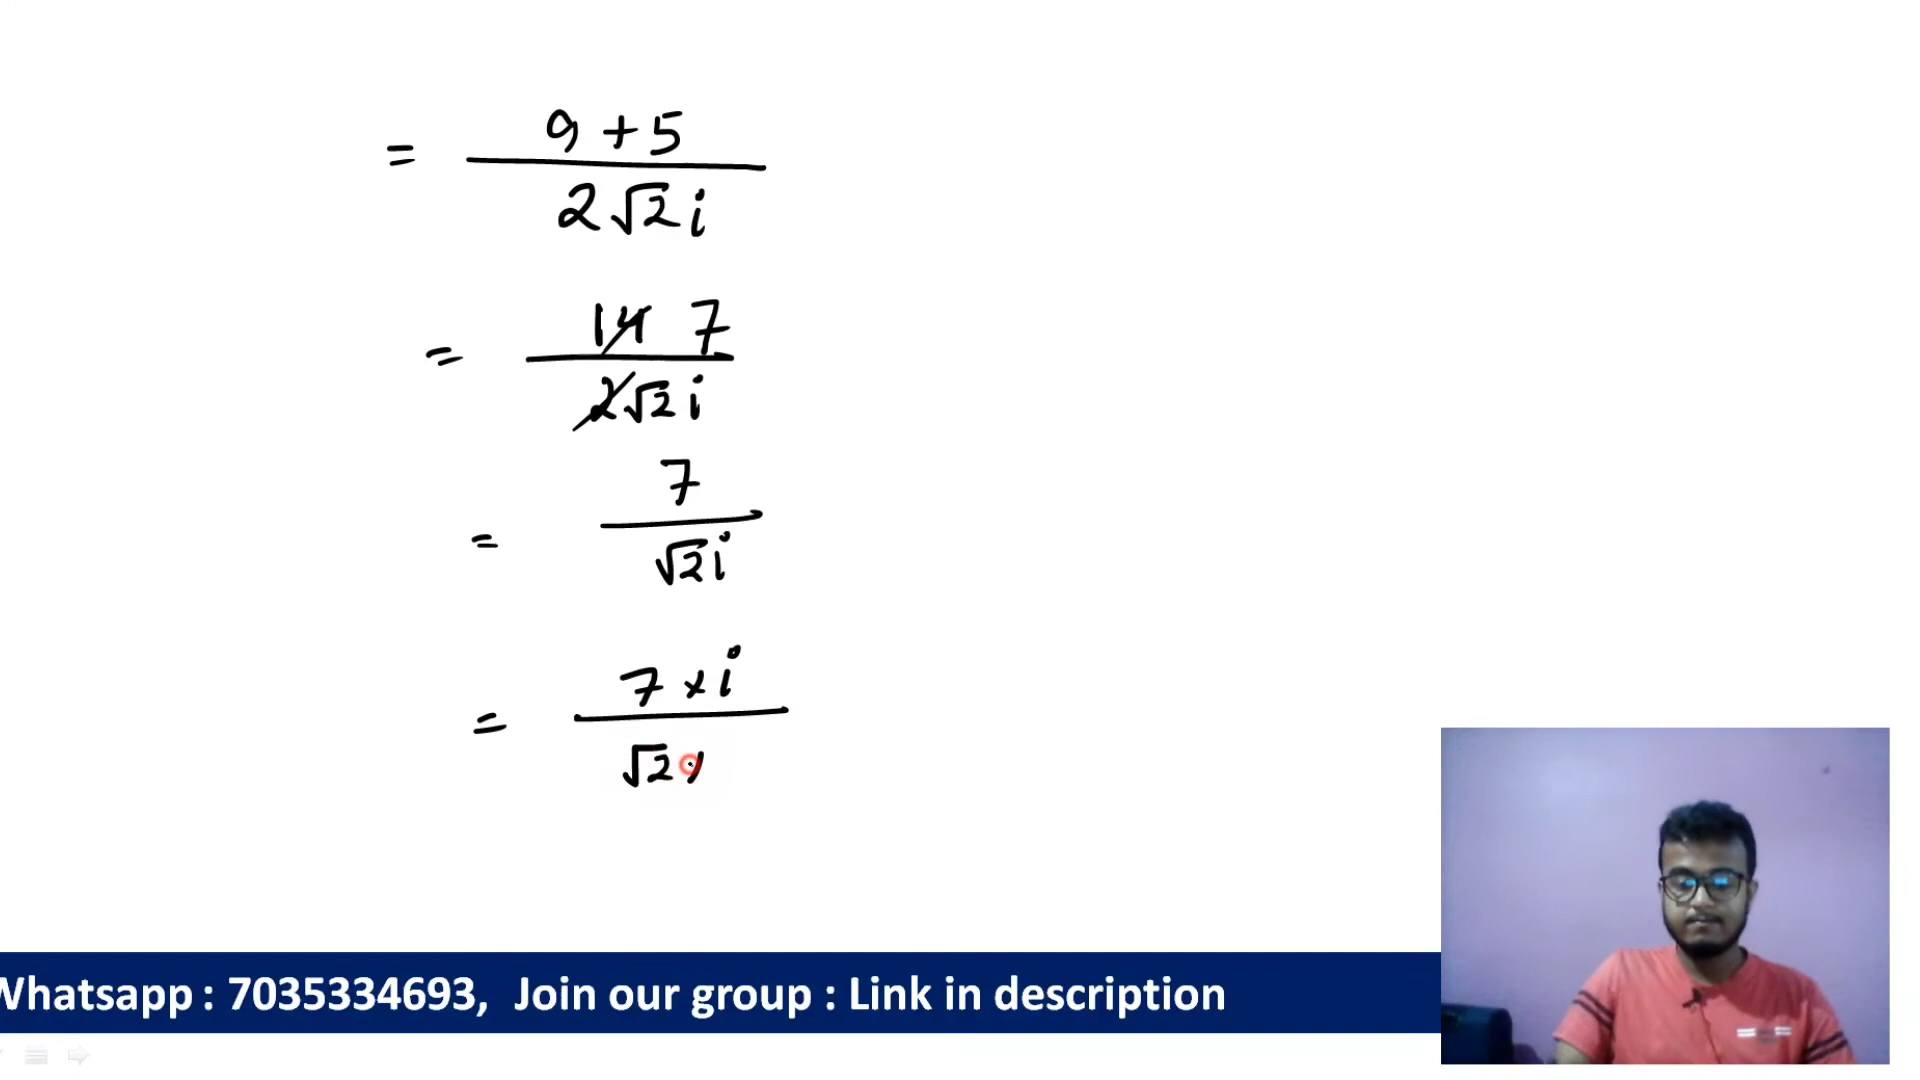 = 9 + 5
2 √2 i
= 14 7
2 √2 i
= 7
√2 i
= 7 × i
√2
Whatsapp : 7035334693, Join our group : Link in description